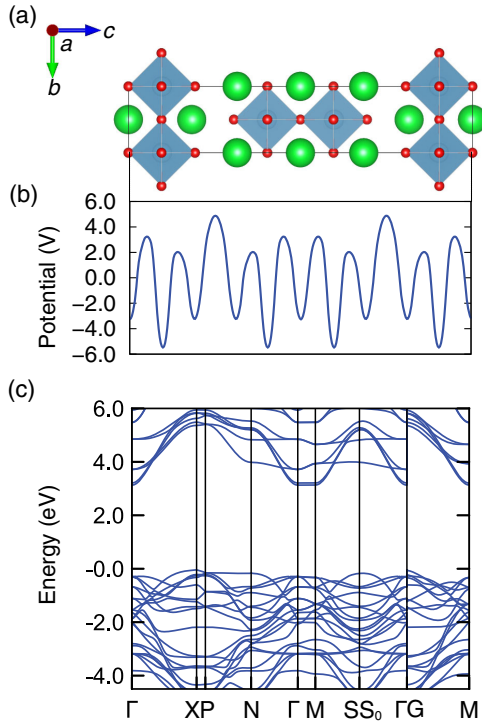 (a)
a
c
b
(b)
6.0
4.0
2.0
0.0
−2.0
−4.0
−6.0
Potential (V)
(c)
6.0
4.0
2.0
-0.0
-2.0
-4.0
Energy (eV)
Γ XP N Γ M SS₀ ΓG M